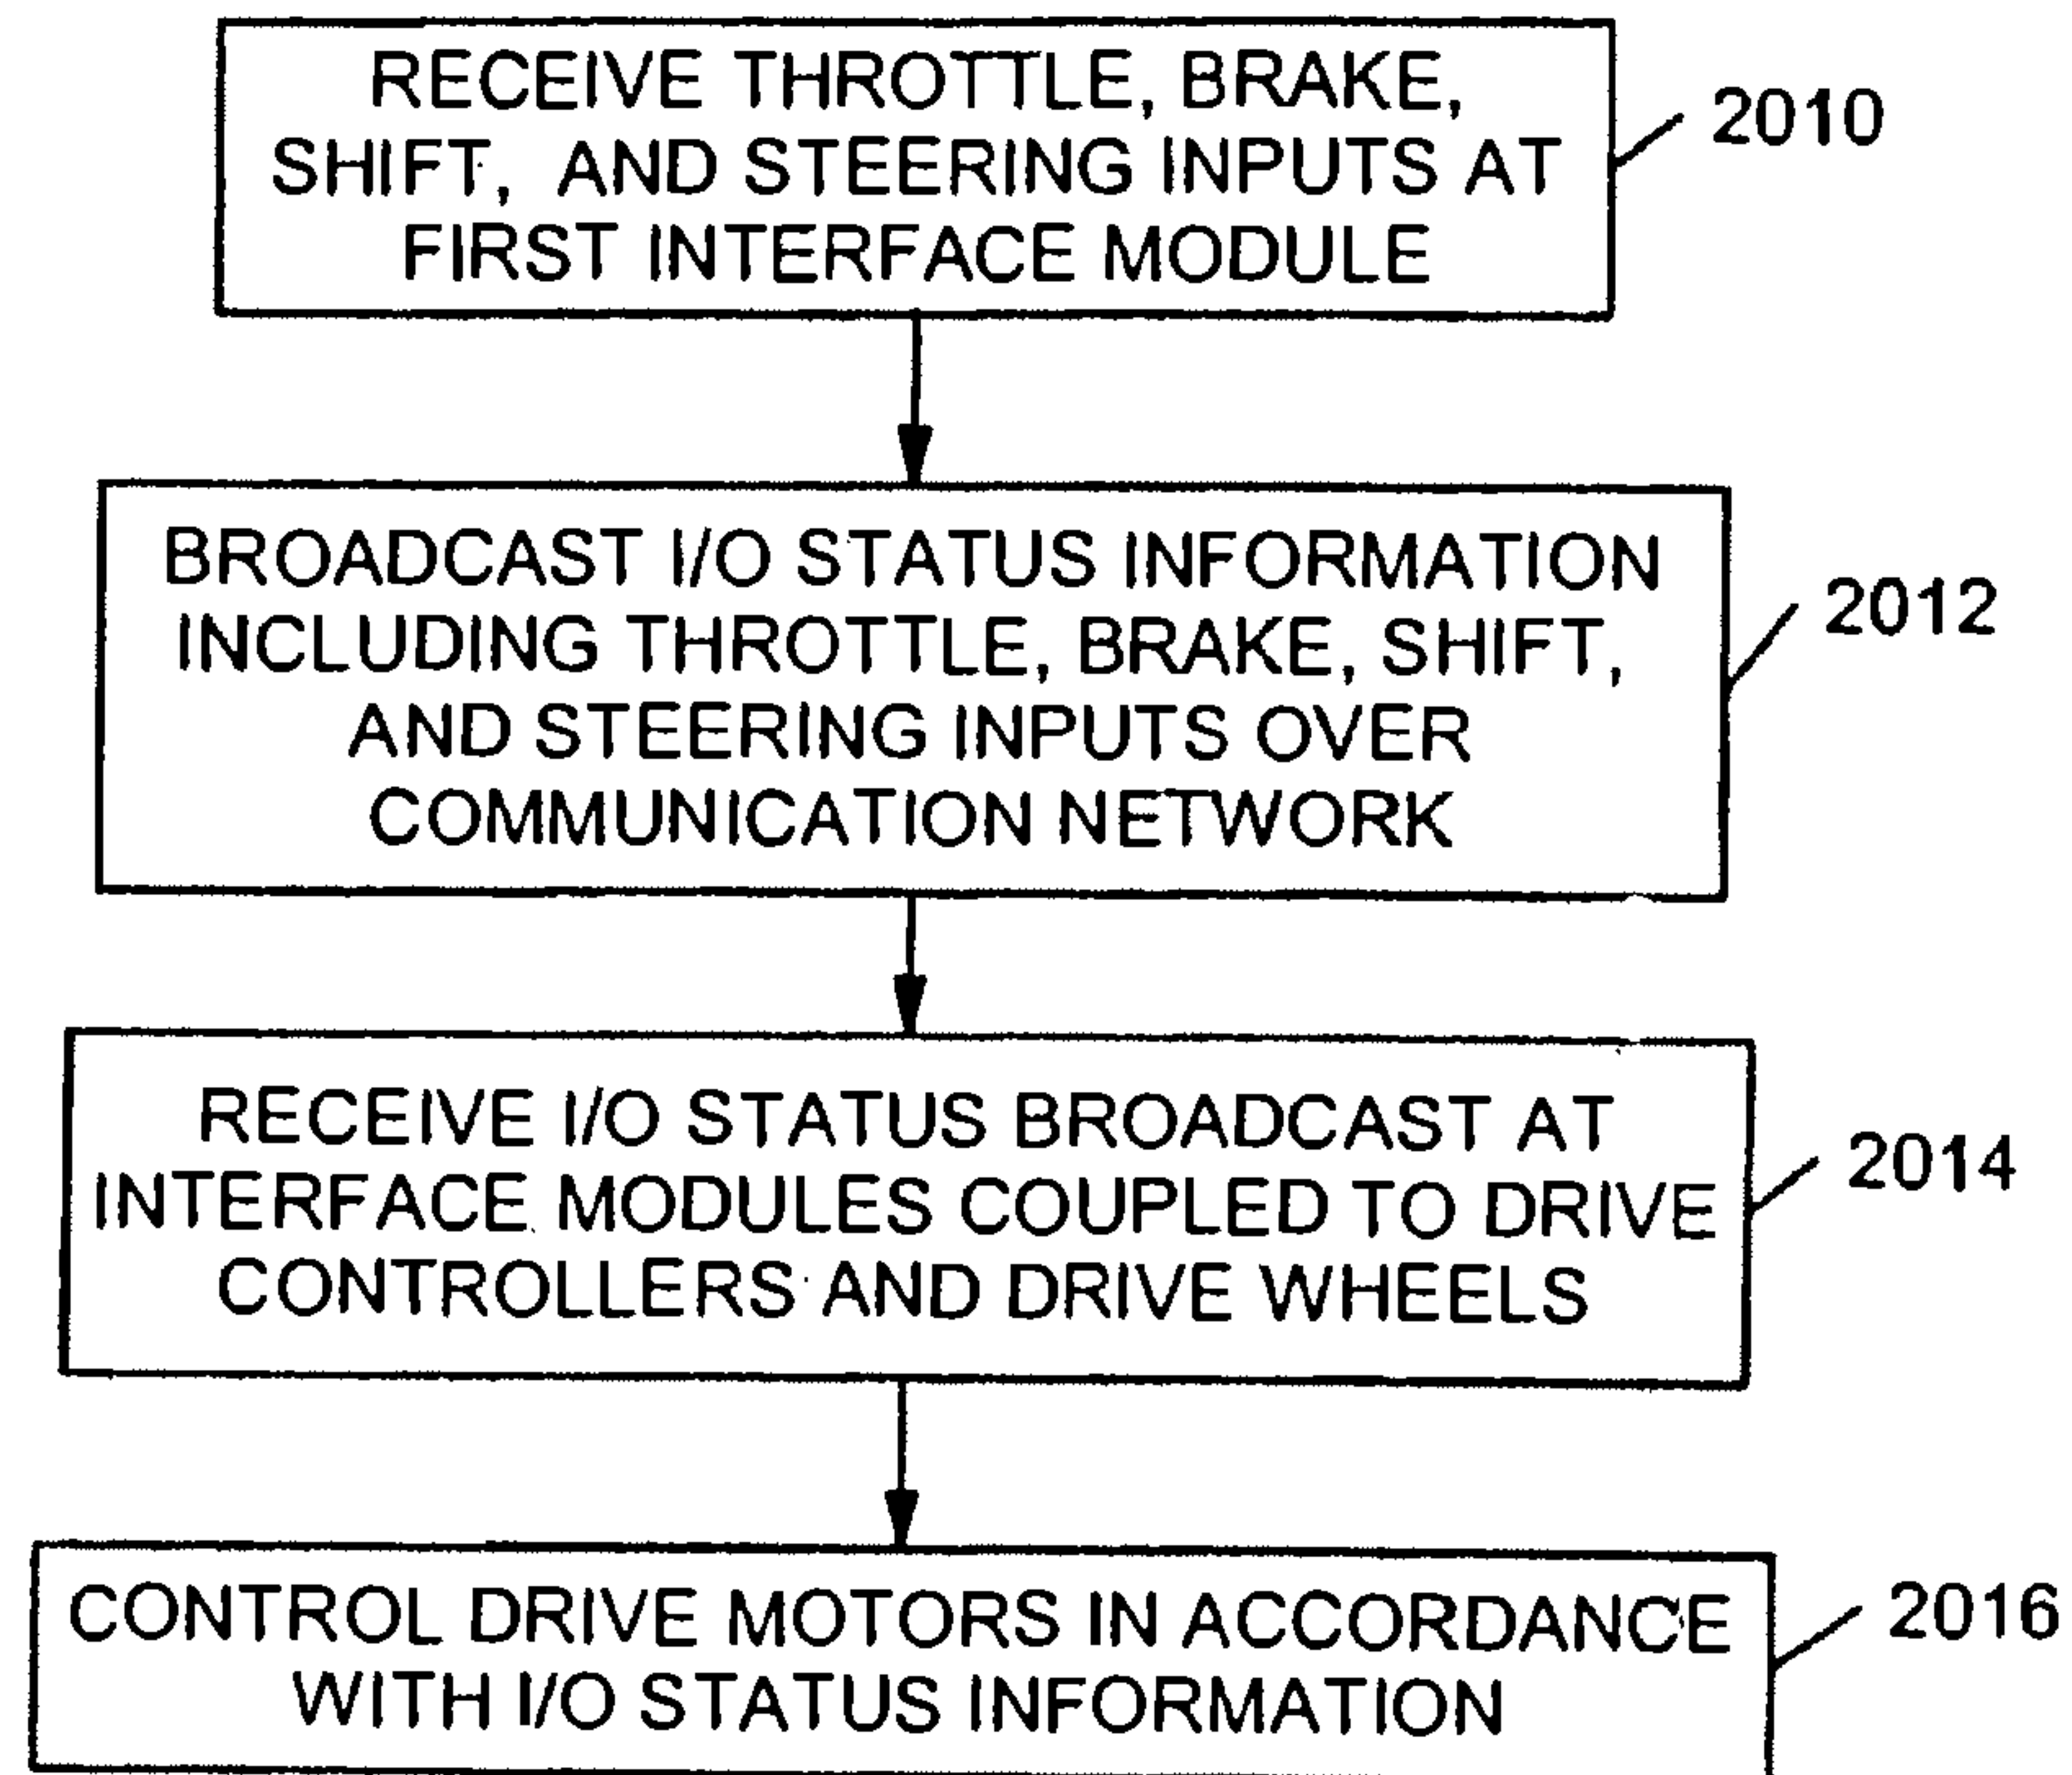 RECEIVE THROTTLE, BRAKE,
SHIFT, AND STEERING INPUTS AT
FIRST INTERFACE MODULE
2010
BROADCAST I/O STATUS INFORMATION
INCLUDING THROTTLE, BRAKE, SHIFT,
AND STEERING INPUTS OVER
COMMUNICATION NETWORK
2012
RECEIVE I/O STATUS BROADCAST AT
INTERFACE MODULES COUPLED TO DRIVE
CONTROLLERS AND DRIVE WHEELS
2014
CONTROL DRIVE MOTORS IN ACCORDANCE
WITH I/O STATUS INFORMATION
2016